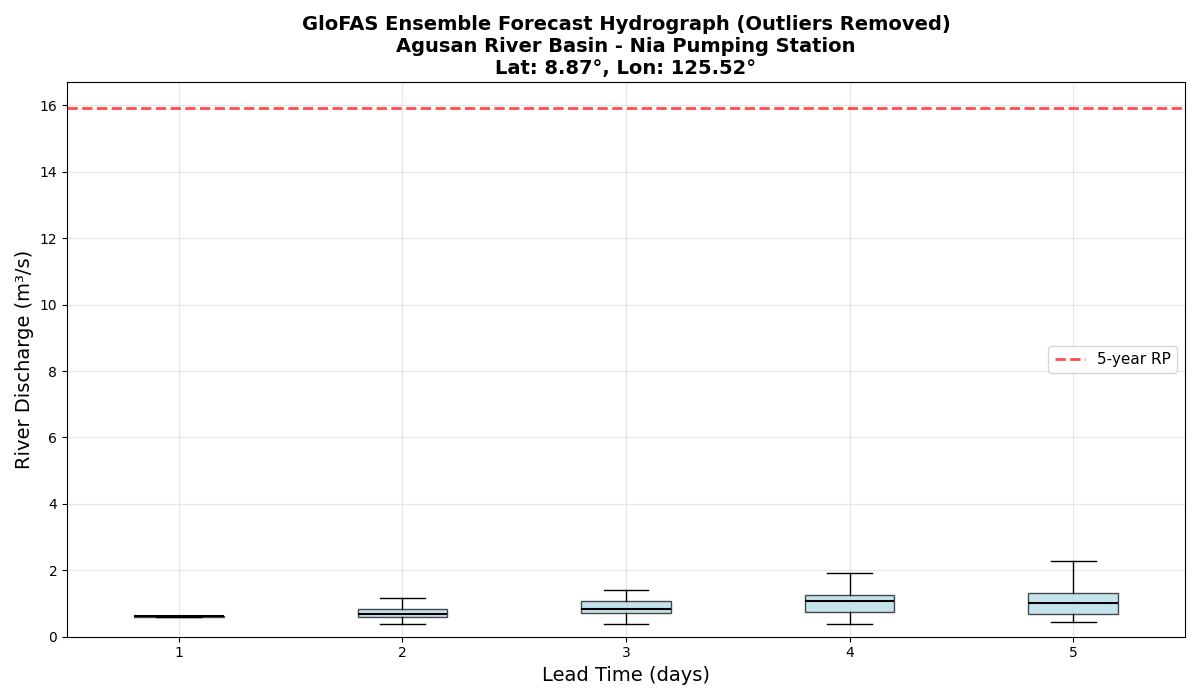 GloFAS Ensemble Forecast Hydrograph (Outliers Removed)
Agusan River Basin - Nia Pumping Station
Lat: 8.87°, Lon: 125.52°
River Discharge (m³/s)
16
14
12
10
8
6
4
2
0
5-year RP
1 2 3 4 5
Lead Time (days)